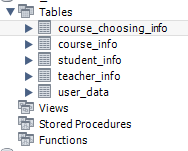 Tables
course_choosing_info
course_info
student_info
teacher_info
user_data
Views
Stored Procedures
Functions